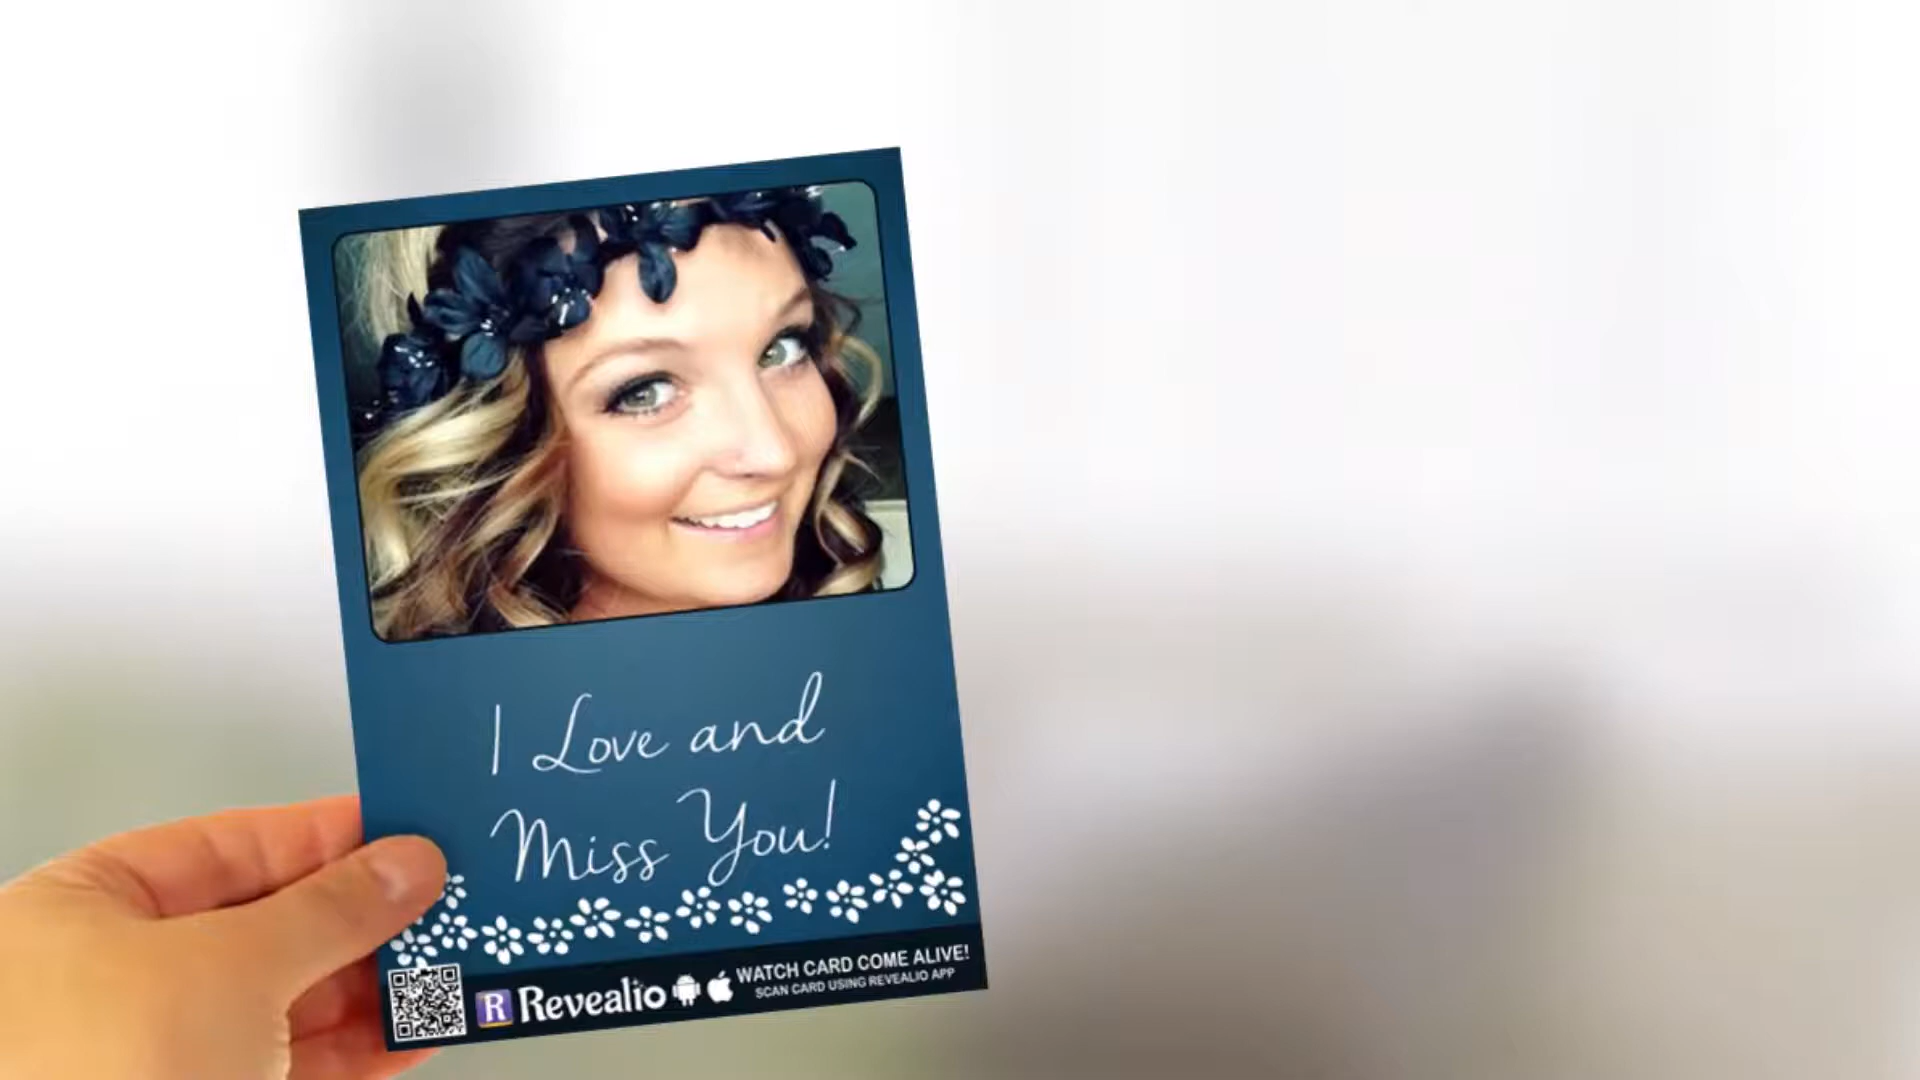 I Love and
Miss You!
R Revealio
WATCH CARD COME ALIVE!
SCAN CARD USING REVEALIO APP